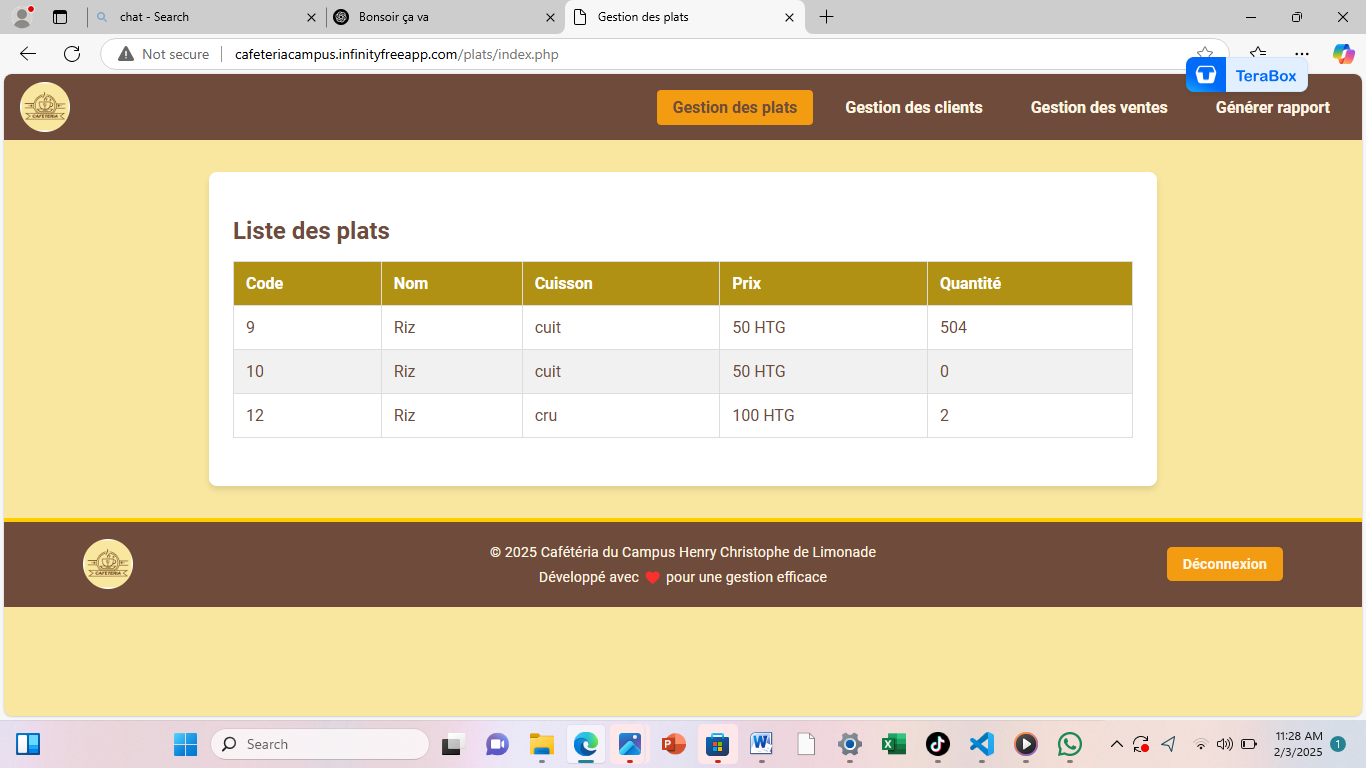 chat - Search
Bonsoir ça va
Gestion des plats
Not secure
cafeteriacampus.infinityfreeapp.com/plats/index.php
TeraBox
CAFETERIA
Gestion des plats
Gestion des clients
Gestion des ventes
Générer rapport
Liste des plats
Code Nom Cuisson Prix Quantité
9 Riz cuit 50 HTG 504
10 Riz cuit 50 HTG 0
12 Riz cru 100 HTG 2
CAFETERIA
© 2025 Cafétéria du Campus Henry Christophe de Limonade
Développé avec ❤ pour une gestion efficace
Déconnexion
Search
11:28 AM
2/3/2025
1